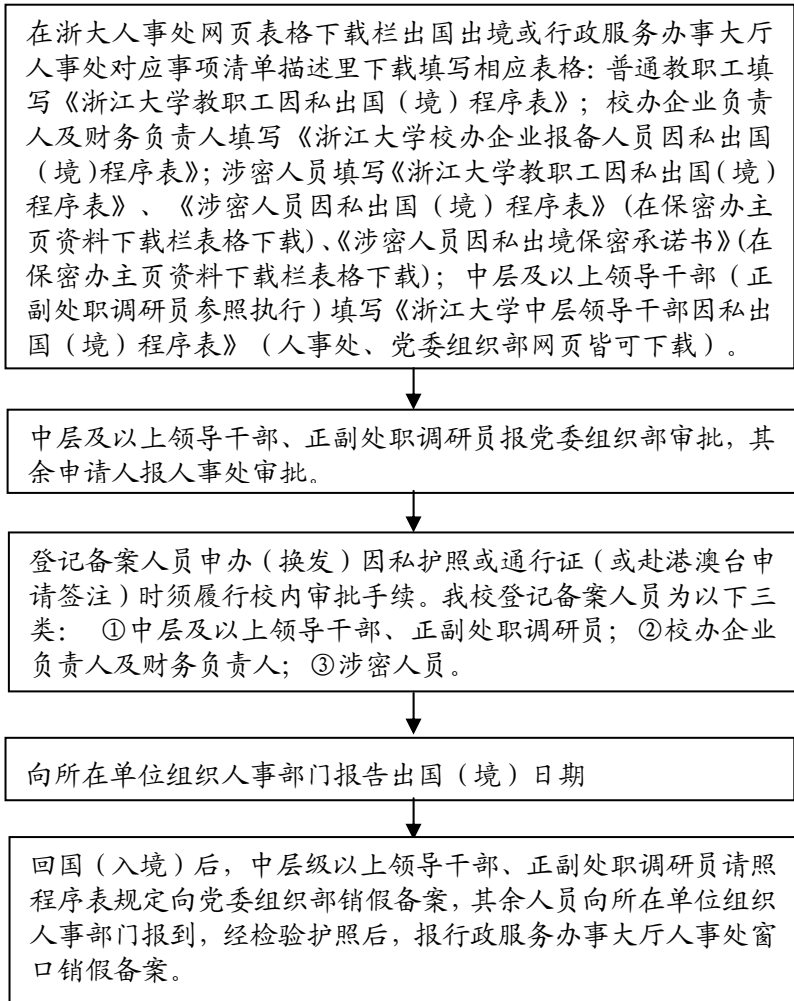 在浙大人事处网页表格下载栏出国出境或行政服务办事大厅
人事处对应事项清单描述里下载填写相应表格：普通教职工填
写《浙江大学教职工因私出国（境）程序表》；校办企业负责
人及财务负责人填写《浙江大学校办企业报备人员因私出国
（境）程序表》；涉密人员填写《浙江大学教职工因私出国（境）
程序表》、《涉密人员因私出国（境）程序表》（在保密办主
页资料下载栏表格下载）、《涉密人员因私出境保密承诺书》（在
保密办主页资料下载栏表格下载）；中层及以上领导干部（正
副处职调研员参照执行）填写《浙江大学中层领导干部因私出
国（境）程序表》（人事处、党委组织部网页皆可下载）。
中层及以上领导干部、正副处职调研员报党委组织部审批，其
余申请人报人事处审批。
登记备案人员申办（换发）因私护照或通行证（或赴港澳台申
请签注）时须履行校内审批手续。我校登记备案人员为以下三
类： ①中层及以上领导干部、正副处职调研员；②校办企业
负责人及财务负责人；③涉密人员。
向所在单位组织人事部门报告出国（境）日期
回国（入境）后，中层级以上领导干部、正副处职调研员请照
程序表规定向党委组织部销假备案，其余人员向所在单位组织
人事部门报到，经检验护照后，报行政服务办事大厅人事处窗
口销假备案。